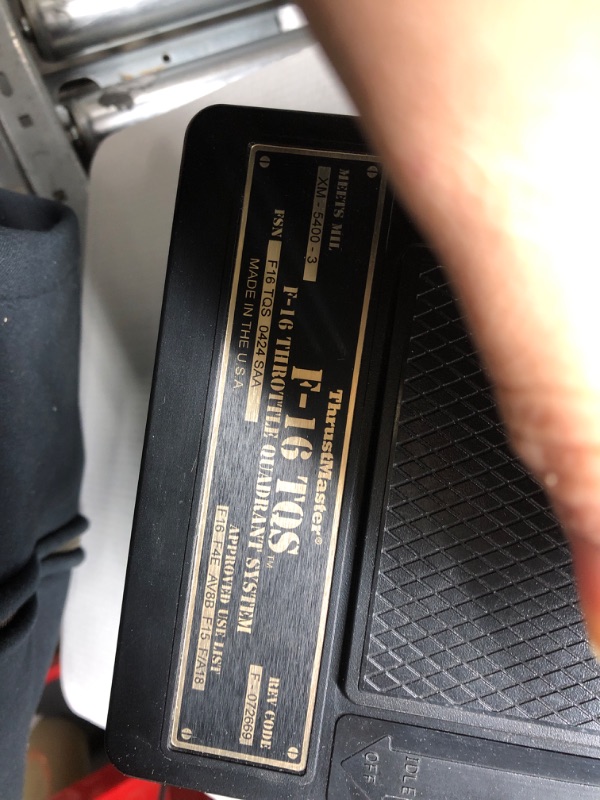 ThrustMaster®
F-16 TQS™
F-16 THROTTLE QUADRANT SYSTEM
MEETS MIL
XM - 5400 - 3
FSN F16 TQS 0424 SAA
MADE IN THE U S A
APPROVED USE LIST
F16 F4E AV8B F15 F/A18
REV CODE
F - 072669
IDLE
OFF